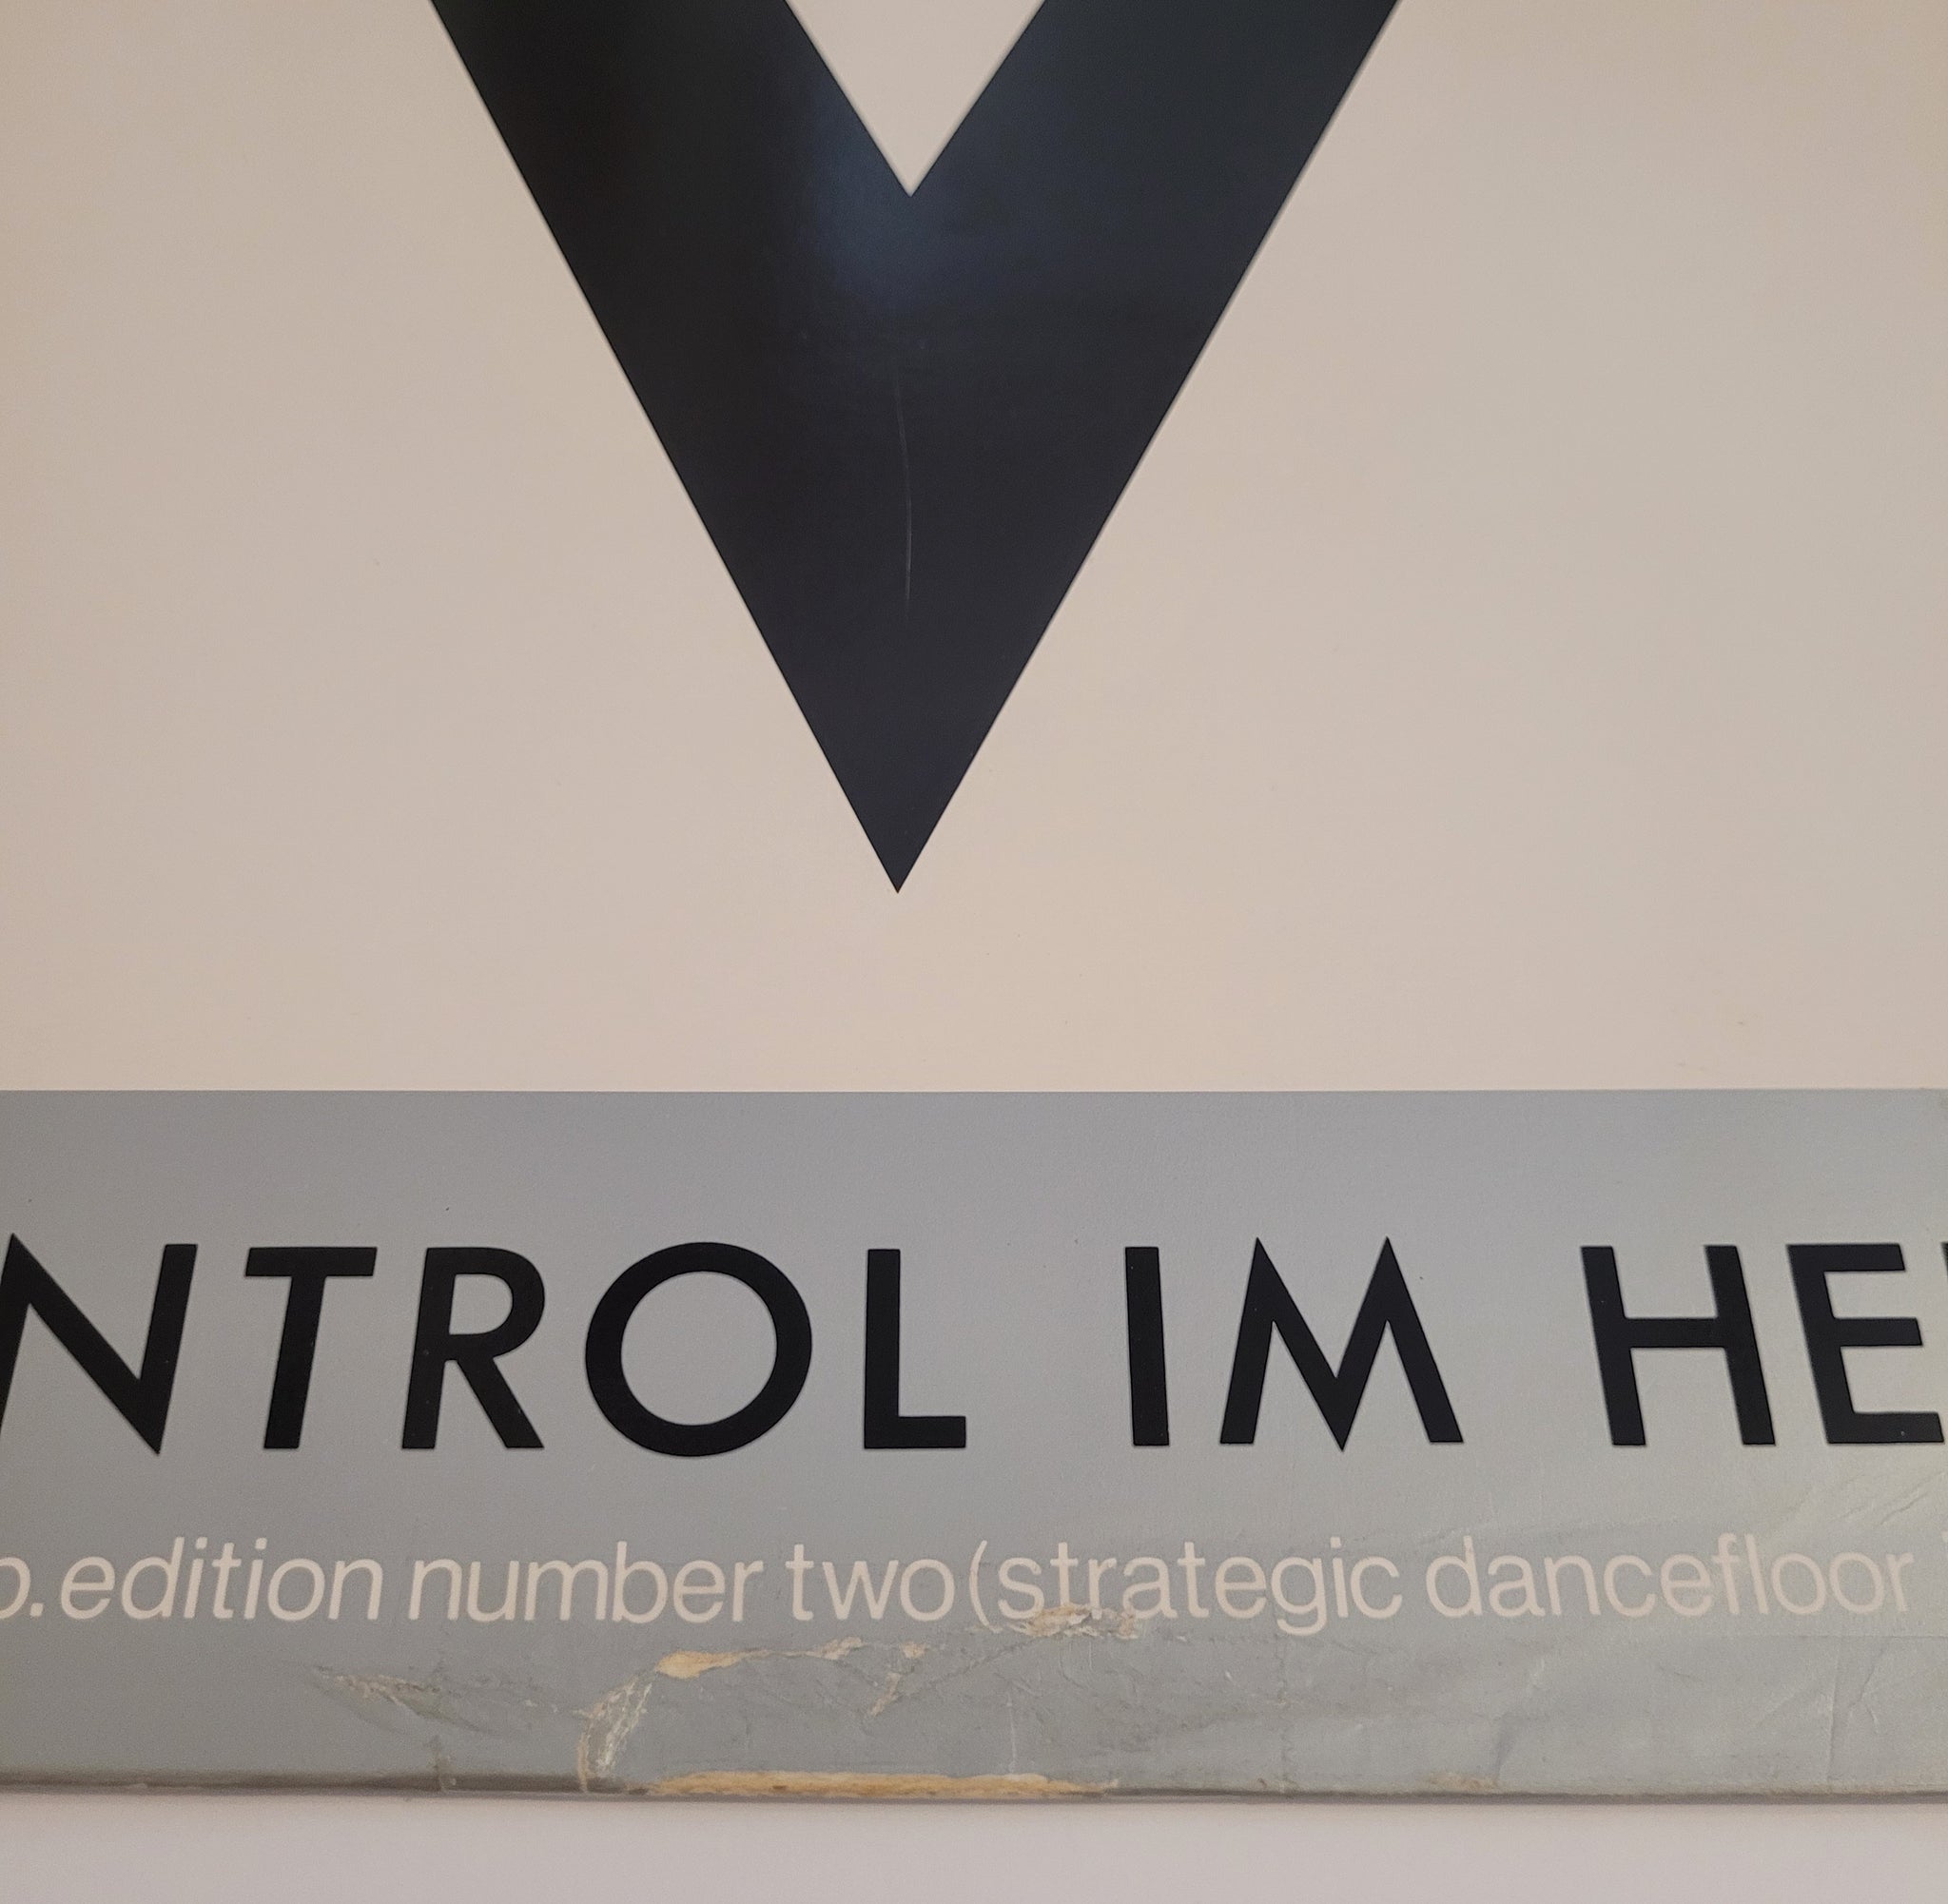 NTROL IM HE
p.edition number two(strategic dancefloor